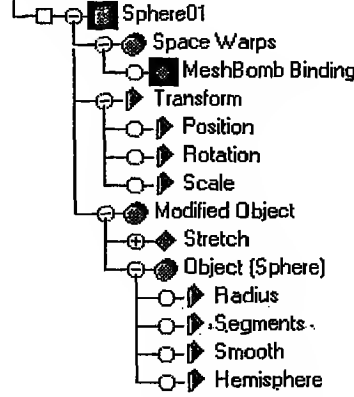 Sphere01
Space Warps
MeshBomb Binding
Transform
Position
Rotation
Scale
Modified Object
Stretch
Object (Sphere)
Radius
Segments
Smooth
Hemisphere